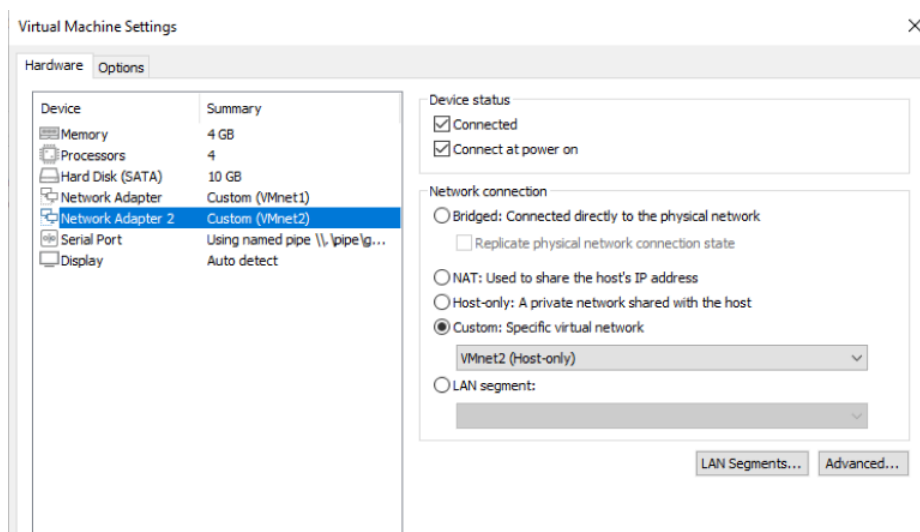 Virtual Machine Settings
Hardware Options
Device Summary
Memory 4 GB
Processors 4
Hard Disk (SATA) 10 GB
Network Adapter Custom (VMnet1)
Network Adapter 2 Custom (VMnet2)
Serial Port Using named pipe \\.\pipe\g...
Display Auto detect
Device status
Connected
Connect at power on
Network connection
Bridged: Connected directly to the physical network
Replicate physical network connection state
NAT: Used to share the host's IP address
Host-only: A private network shared with the host
Custom: Specific virtual network
VMnet2 (Host-only)
LAN segment:
LAN Segments... Advanced...